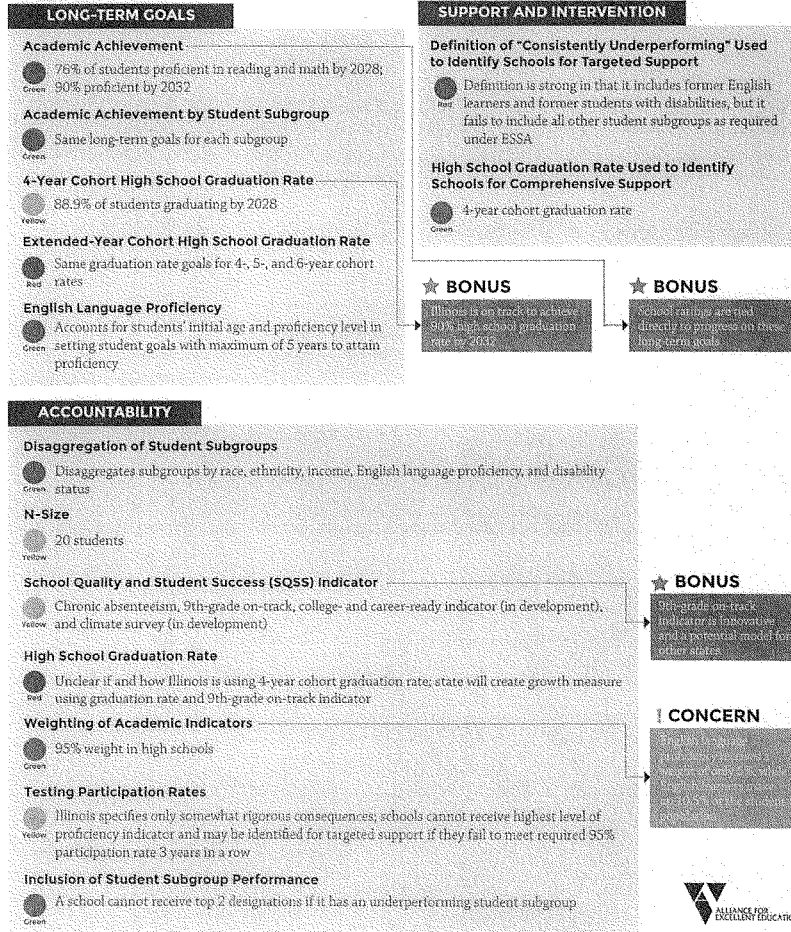 LONG-TERM GOALS
Academic Achievement
Green
76% of students proficient in reading and math by 2028;
90% proficient by 2032
Academic Achievement by Student Subgroup
Green
Same long-term goals for each subgroup
4-Year Cohort High School Graduation Rate
Yellow
88.9% of students graduating by 2028
Extended-Year Cohort High School Graduation Rate
Red
Same graduation rate goals for 4-, 5-, and 6-year cohort
rates
English Language Proficiency
Green
Accounts for students' initial age and proficiency level in
setting student goals with maximum of 5 years to attain
proficiency
SUPPORT AND INTERVENTION
Definition of "Consistently Underperforming" Used
to Identify Schools for Targeted Support
Red
Definition is strong in that it includes former English
learners and former students with disabilities, but it
fails to include all other student subgroups as required
under ESSA
High School Graduation Rate Used to Identify
Schools for Comprehensive Support
Green
4-year cohort graduation rate
BONUS
Illinois is on track to achieve
90% high school graduation
rate by 2032
BONUS
School ratings are tied
directly to progress on these
long-term goals
ACCOUNTABILITY
Disaggregation of Student Subgroups
Green
Disaggregates subgroups by race, ethnicity, income, English language proficiency, and disability
status
N-Size
Yellow
20 students
School Quality and Student Success (SQSS) Indicator
Yellow
Chronic absenteeism, 9th-grade on-track, college- and career-ready indicator (in development),
and climate survey (in development)
BONUS
9th-grade on-track
indicator is innovative
and a potential model for
other states
High School Graduation Rate
Red
Unclear if and how Illinois is using 4-year cohort graduation rate; state will create growth measure
using graduation rate and 9th-grade on-track indicator
Weighting of Academic Indicators
Green
95% weight in high schools
! CONCERN
Testing Participation Rates
Yellow
Illinois specifies only somewhat rigorous consequences; schools cannot receive highest level of
proficiency indicator and may be identified for targeted support if they fail to meet required 95%
participation rate 3 years in a row
Inclusion of Student Subgroup Performance
Green
A school cannot receive top 2 designations if it has an underperforming student subgroup
ALLIANCE FOR
EXCELLENT EDUCATIO